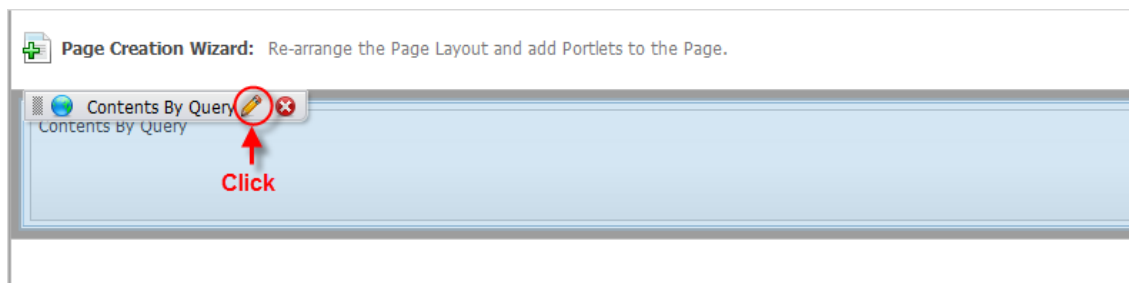 Page Creation Wizard: Re-arrange the Page Layout and add Portlets to the Page.
Contents By Query
Contents By Query
Click